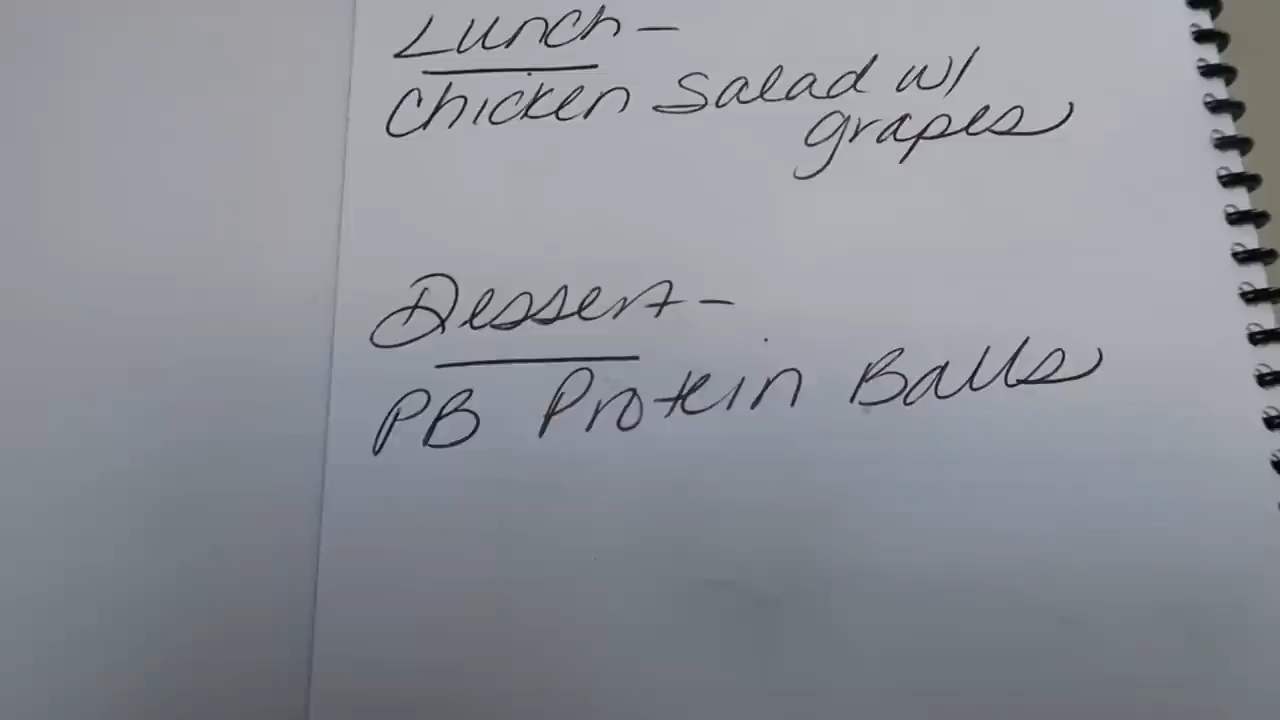 Lunch-
Chicken Salad w/
grapes
Dessert-
PB Protein Balls